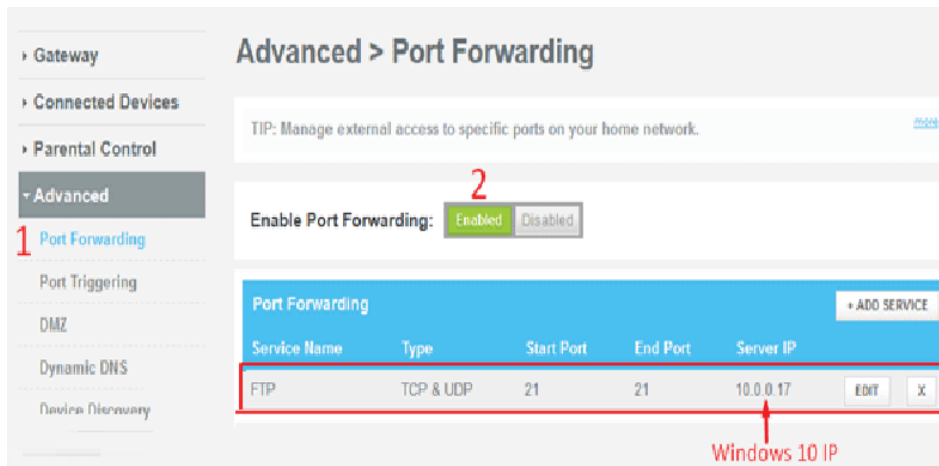 Gateway
Connected Devices
Parental Control
Advanced
1
Port Forwarding
Port Triggering
DMZ
Dynamic DNS
Device Discovery
Advanced > Port Forwarding
TIP: Manage external access to specific ports on your home network.
more
2
Enable Port Forwarding: Enabled Disabled
Port Forwarding
+ ADD SERVICE
Service Name Type Start Port End Port Server IP
FTP TCP & UDP 21 21 10.0.0.17 EDIT X
Windows 10 IP